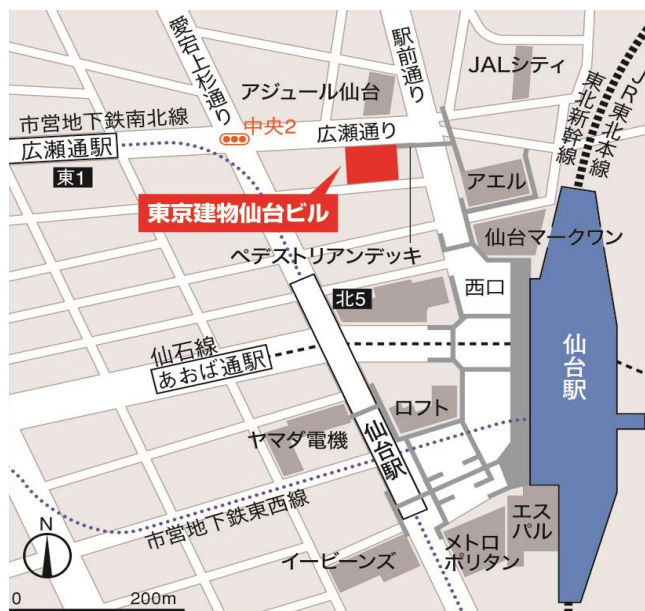 愛宕上杉通り
駅前通り
JALシティ
アジュール仙台
東北新幹線
JR東北本線
市営地下鉄南北線
中央2
広瀬通り
広瀬通駅
東1
アエル
東京建物仙台ビル
仙台マークワン
ペデストリアンデッキ
西口
北5
仙石線
あおば通駅
仙台駅
ロフト
ヤマダ電機
仙台駅
市営地下鉄東西線
エス
パル
メトロ
ポリタン
イービーンズ
N
0 200m